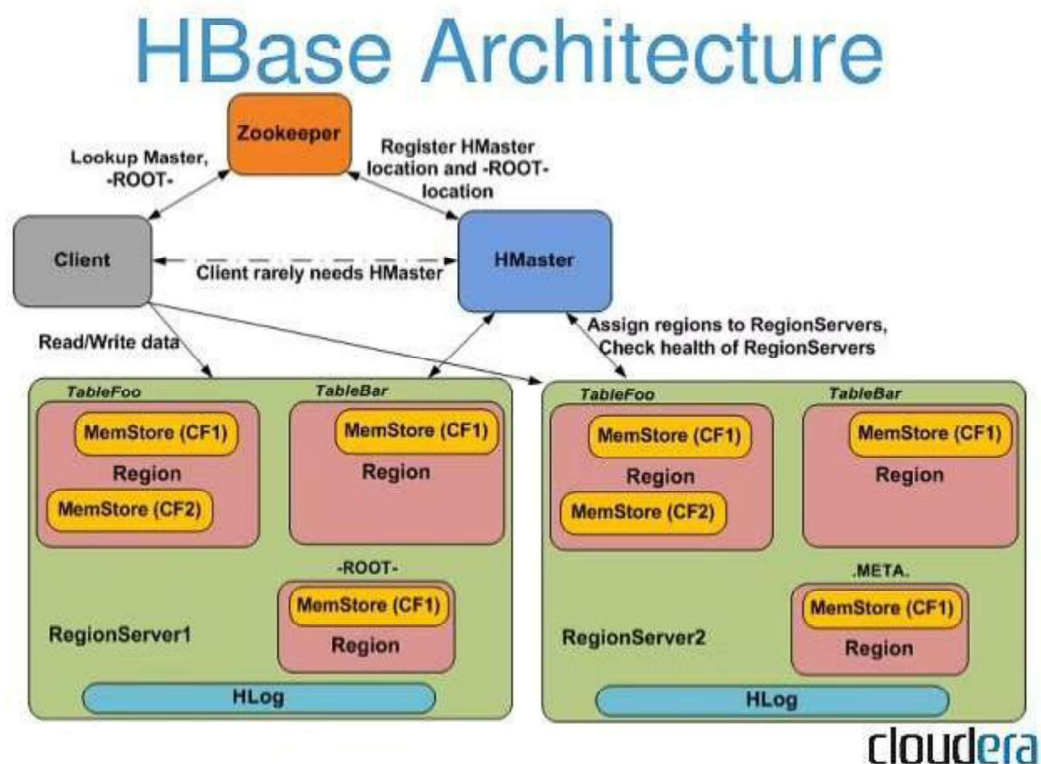 HBase Architecture
Zookeeper
Lookup Master,
-ROOT-
Register HMaster
location and -ROOT-
location
Client
Client rarely needs HMaster
HMaster
Read/Write data
Assign regions to RegionServers,
Check health of RegionServers
TableFoo
TableBar
MemStore (CF1)
MemStore (CF1)
Region
Region
MemStore (CF2)
-ROOT-
MemStore (CF1)
RegionServer1
Region
HLog
TableFoo
TableBar
MemStore (CF1)
MemStore (CF1)
Region
Region
MemStore (CF2)
.META.
MemStore (CF1)
RegionServer2
Region
HLog
cloudera